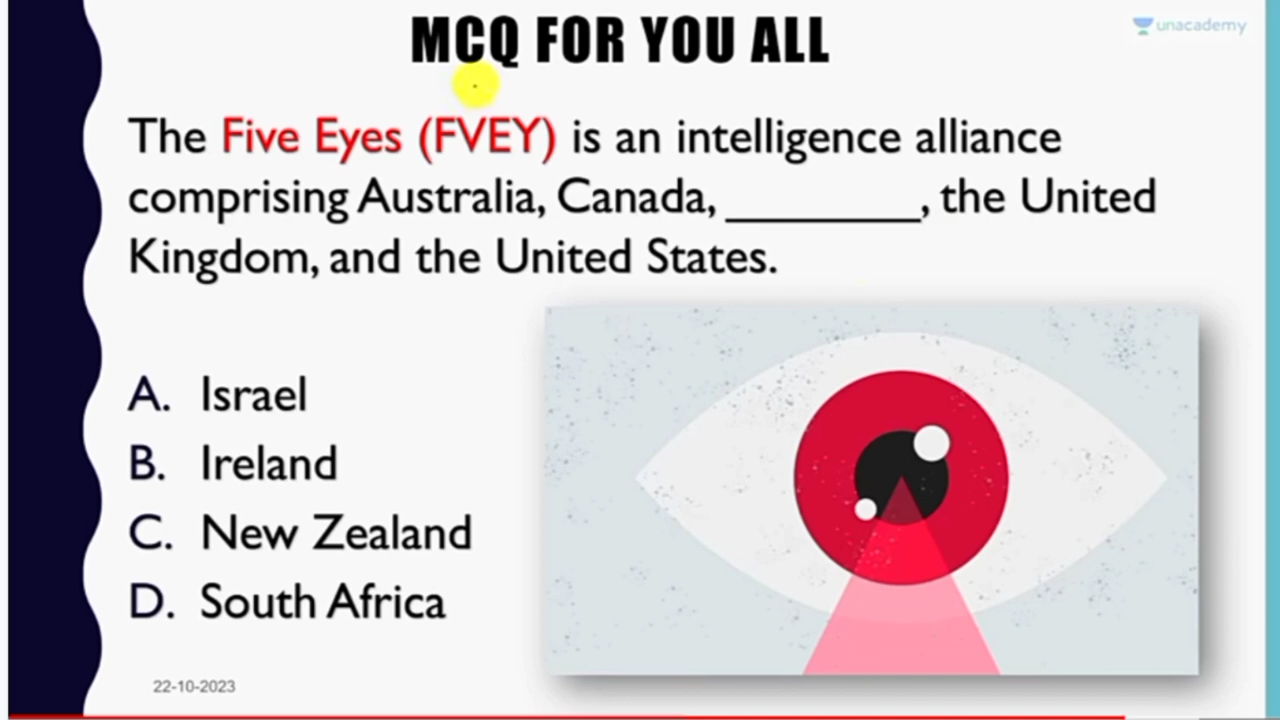 MCQ FOR YOU ALL
unacademy
The Five Eyes (FVEY) is an intelligence alliance
comprising Australia, Canada, ________, the United
Kingdom, and the United States.
A. Israel
B. Ireland
C. New Zealand
D. South Africa
22-10-2023